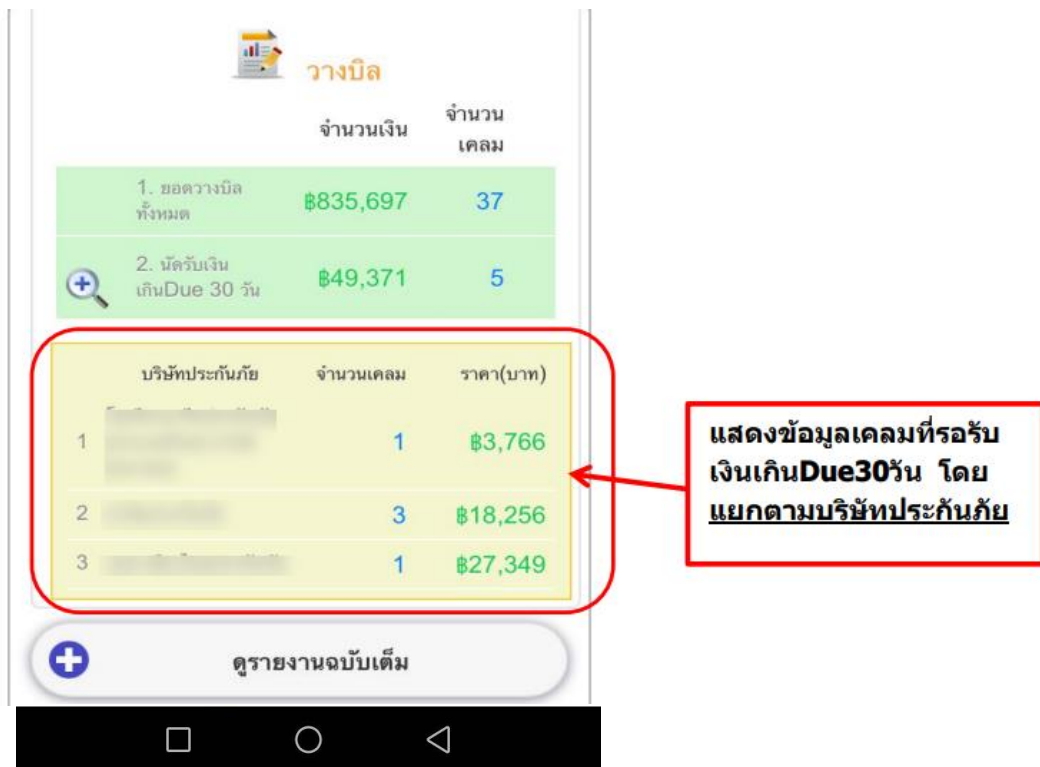 วางบิล
จำนวนเงิน
จำนวน
เคลม
1. ยอดวางบิล
ทั้งหมด
฿835,697
37
2. นัดรับเงิน
เกินDue 30 วัน
฿49,371
5
บริษัทประกันภัย
จำนวนเคลม
ราคา(บาท)
1
1
฿3,766
2
3
฿18,256
3
1
฿27,349
ดูรายงานฉบับเต็ม
แสดงข้อมูลเคลมที่รอรับ
เงินเกินDue30วัน โดย
แยกตามบริษัทประกันภัย